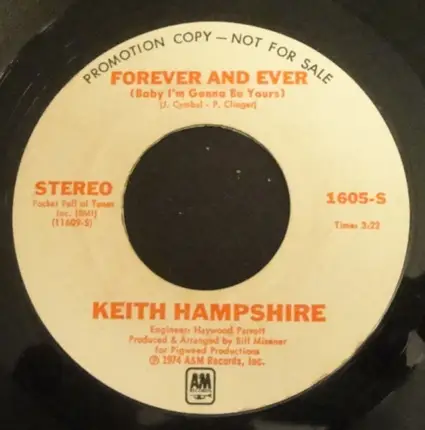 PROMOTION COPY — NOT FOR SALE
FOREVER AND EVER
(Baby I'm Gonna Be Yours)
(J. Cymbal - P. Clinger)
STEREO
Pocket Full of Tunes
Inc. (BMI)
(11609-S)
1605-S
Time: 3:22
KEITH HAMPSHIRE
Engineer: Haywood Parrott
Produced & Arranged by Bill Misener
for Pigweed Productions
℗ 1974 A&M Records, Inc.
A&M
RECORDS